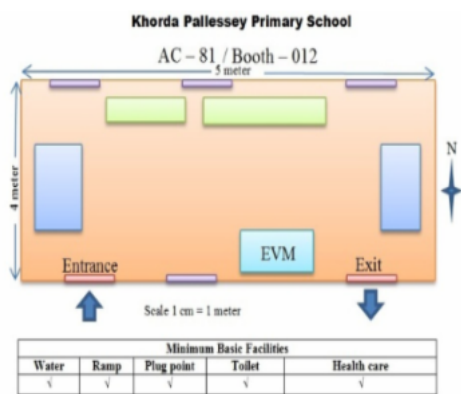 Khorda Pallessey Primary School
AC – 81 / Booth – 012
5 meter
4 meter
N
EVM
Entrance
Exit
Scale 1 cm = 1 meter
Minimum Basic Facilities
Water Ramp Plug point Toilet Health care
√ √ √ √ √